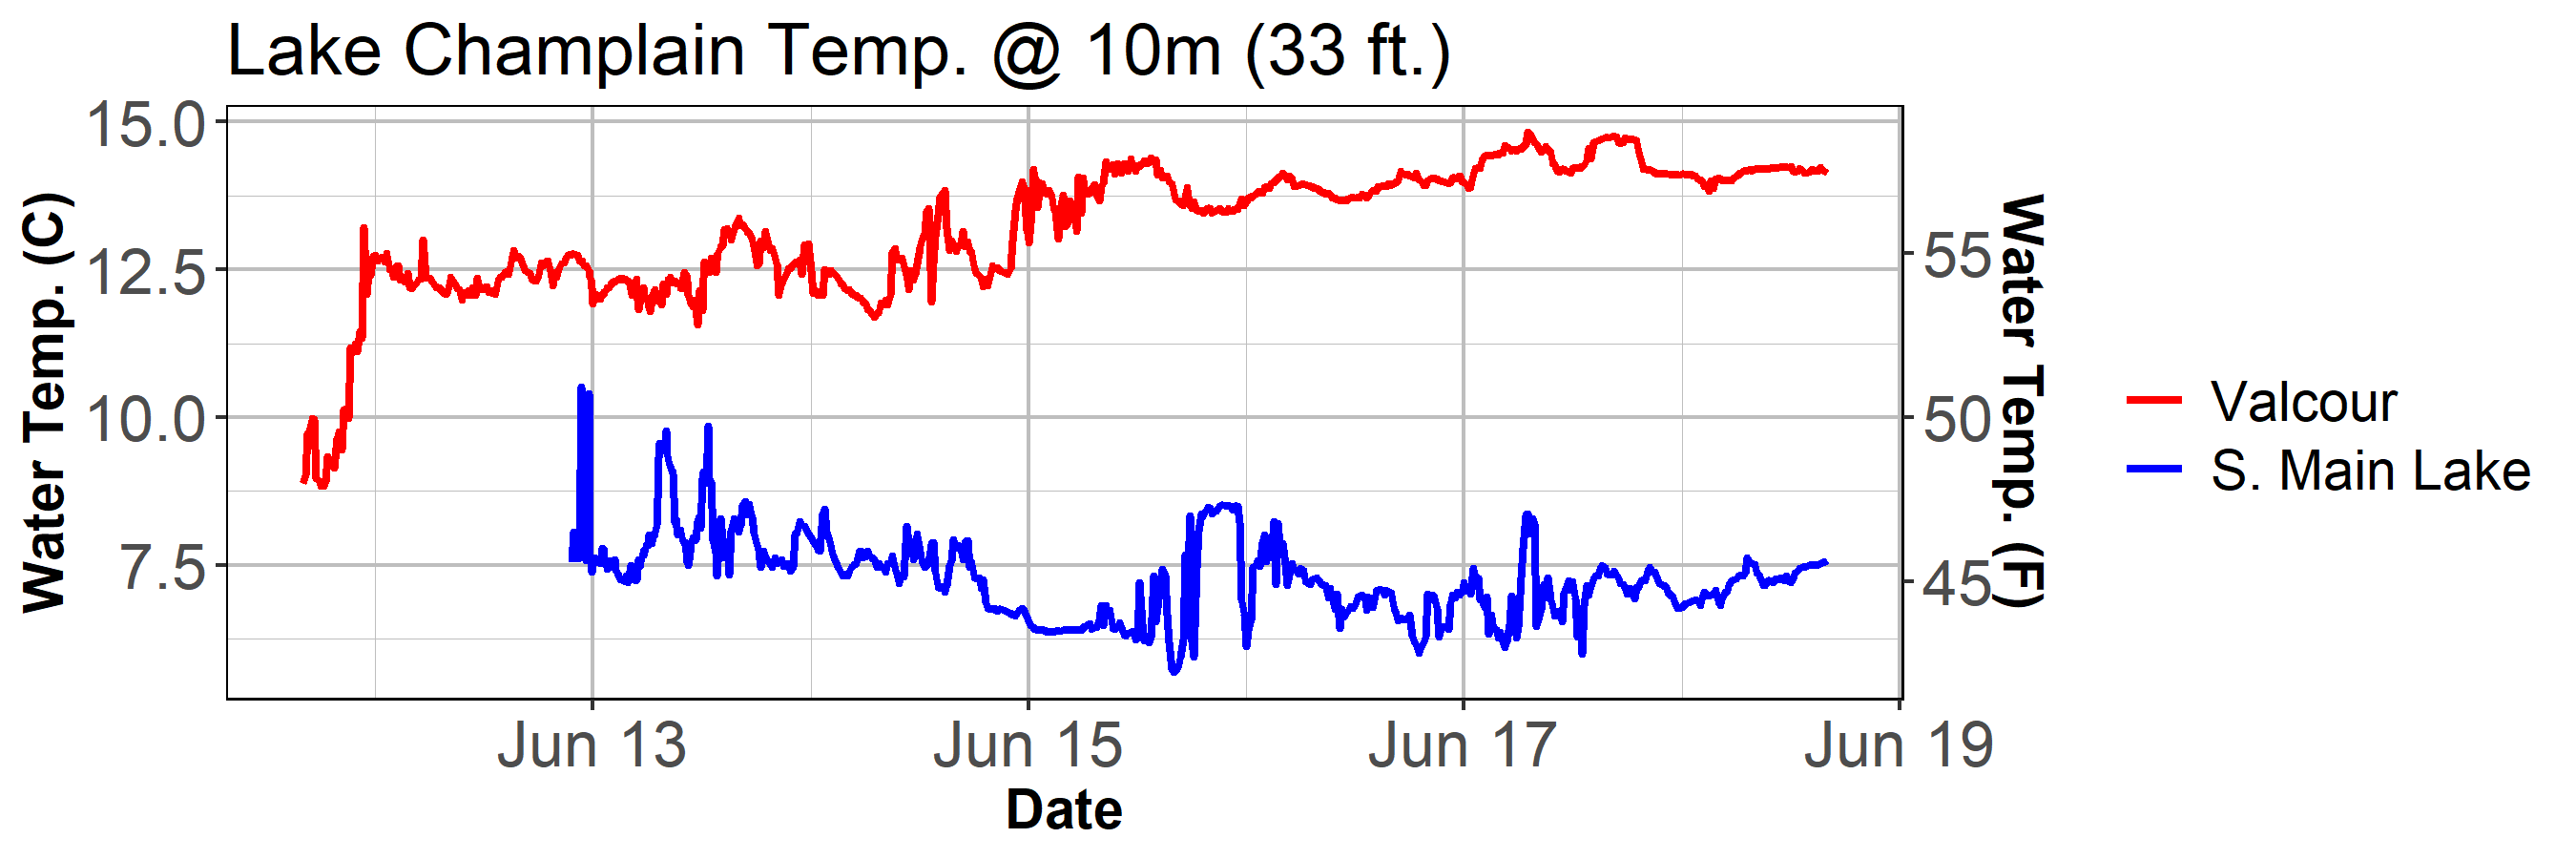 Lake Champlain Temp. @ 10m (33 ft.)
Water Temp. (C)
15.0
12.5
10.0
7.5
55
50
45
Water Temp. (F)
Jun 13
Jun 15
Jun 17
Jun 19
Date
Valcour
S. Main Lake